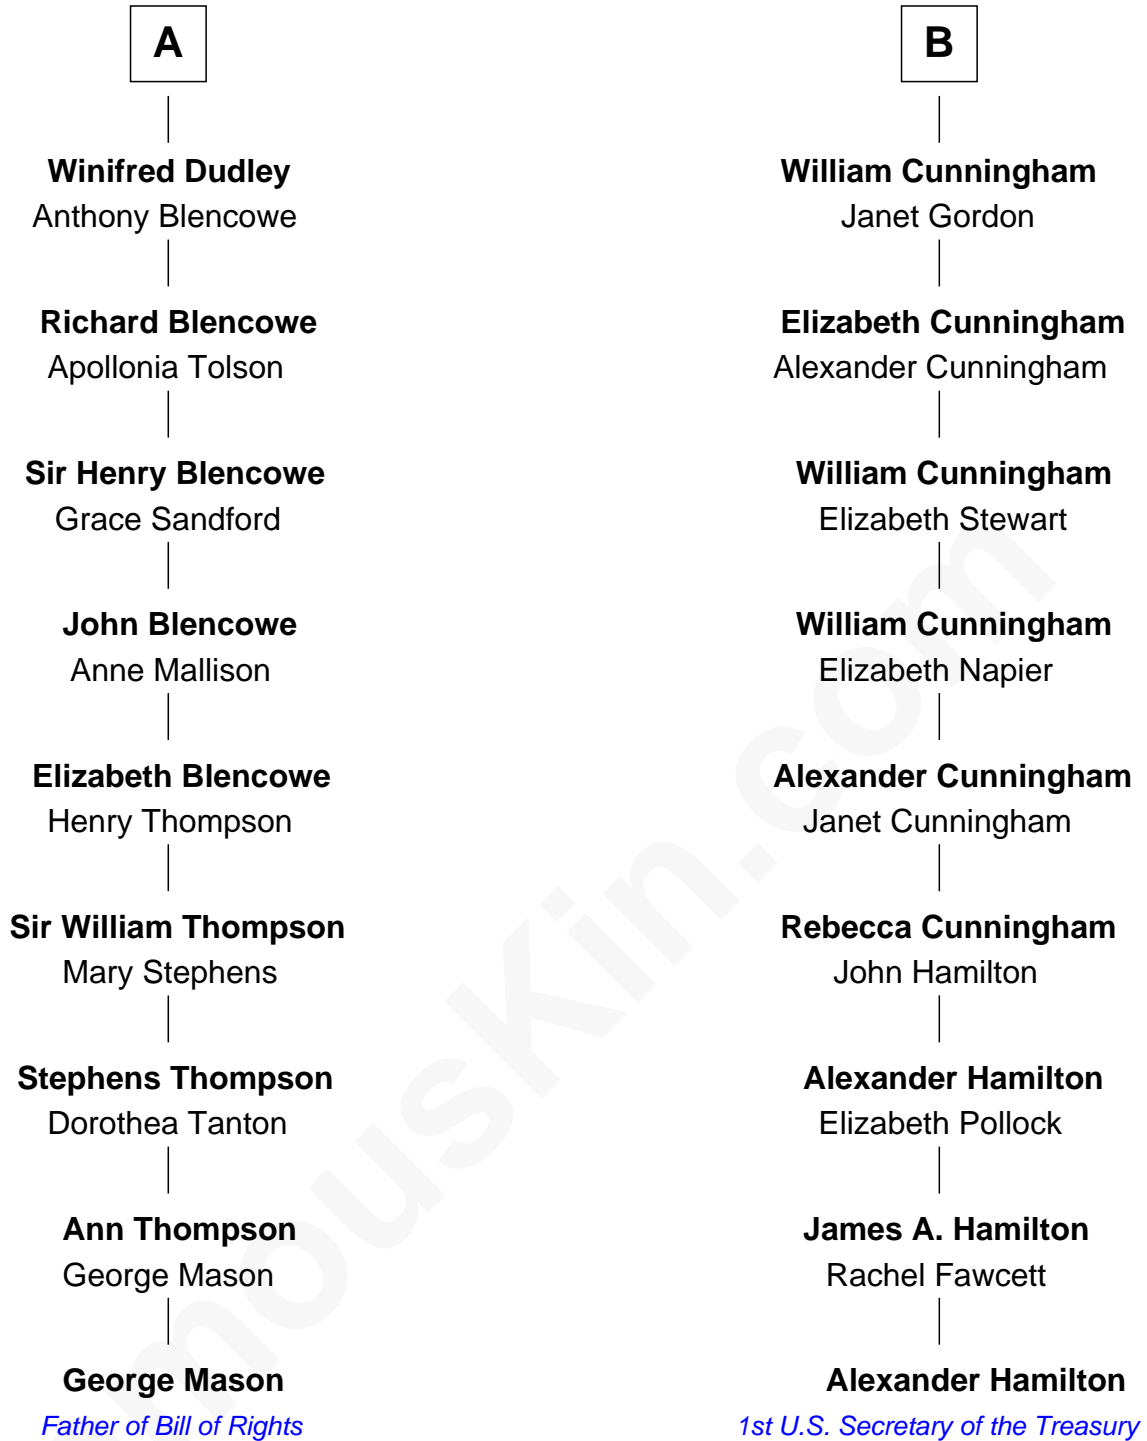 A
Winifred Dudley
Anthony Blencowe
Richard Blencowe
Apollonia Tolson
Sir Henry Blencowe
Grace Sandford
John Blencowe
Anne Mallison
Elizabeth Blencowe
Henry Thompson
Sir William Thompson
Mary Stephens
Stephens Thompson
Dorothea Tanton
Ann Thompson
George Mason
George Mason
Father of Bill of Rights
B
William Cunningham
Janet Gordon
Elizabeth Cunningham
Alexander Cunningham
William Cunningham
Elizabeth Stewart
William Cunningham
Elizabeth Napier
Alexander Cunningham
Janet Cunningham
Rebecca Cunningham
John Hamilton
Alexander Hamilton
Elizabeth Pollock
James A. Hamilton
Rachel Fawcett
Alexander Hamilton
1st U.S. Secretary of the Treasury
mousKin.com